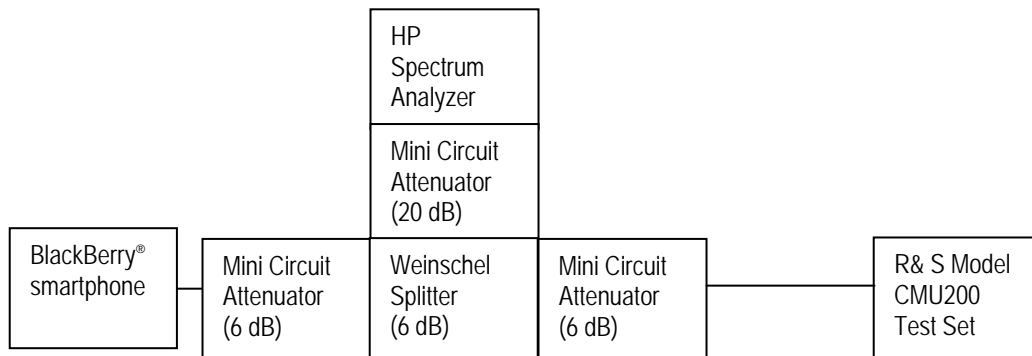 HP
Spectrum
Analyzer
Mini Circuit
Attenuator
(20 dB)
BlackBerry®
smartphone
Mini Circuit
Attenuator
(6 dB)
Weinschel
Splitter
(6 dB)
Mini Circuit
Attenuator
(6 dB)
R& S Model
CMU200
Test Set